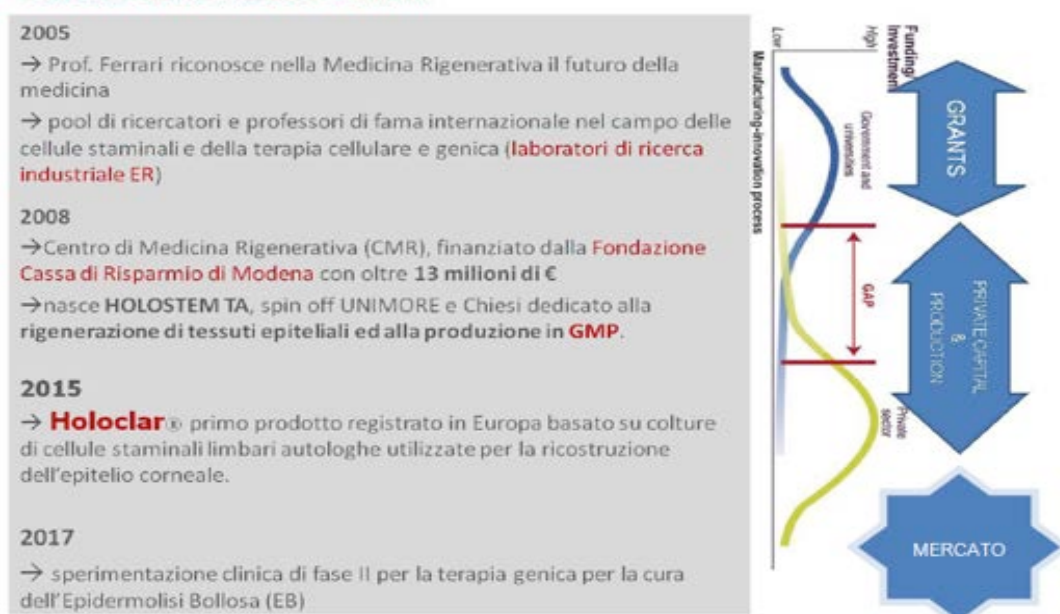 2005
→ Prof. Ferrari riconosce nella Medicina Rigenerativa il futuro della
medicina
→ pool di ricercatori e professori di fama internazionale nel campo delle
cellule staminali e della terapia cellulare e genica (laboratori di ricerca
industriale ER)
2008
→Centro di Medicina Rigenerativa (CMR), finanziato dalla Fondazione
Cassa di Risparmio di Modena con oltre 13 milioni di €
→nasce HOLOSTEM TA, spin off UNIMORE e Chiesi dedicato alla
rigenerazione di tessuti epiteliali ed alla produzione in GMP.
2015
→ Holoclar® primo prodotto registrato in Europa basato su colture
di cellule staminali limbari autologhe utilizzate per la ricostruzione
dell'epitelio corneale.
2017
→ sperimentazione clinica di fase II per la terapia genica per la cura
dell'Epidermolisi Bollosa (EB)
Funding/
Investment
High
Low
Manufacturing-innovation process
Government and
universities
GAP
Private
sector
GRANTS
PRIVATE CAPITAL
&
PRODUCTION
MERCATO